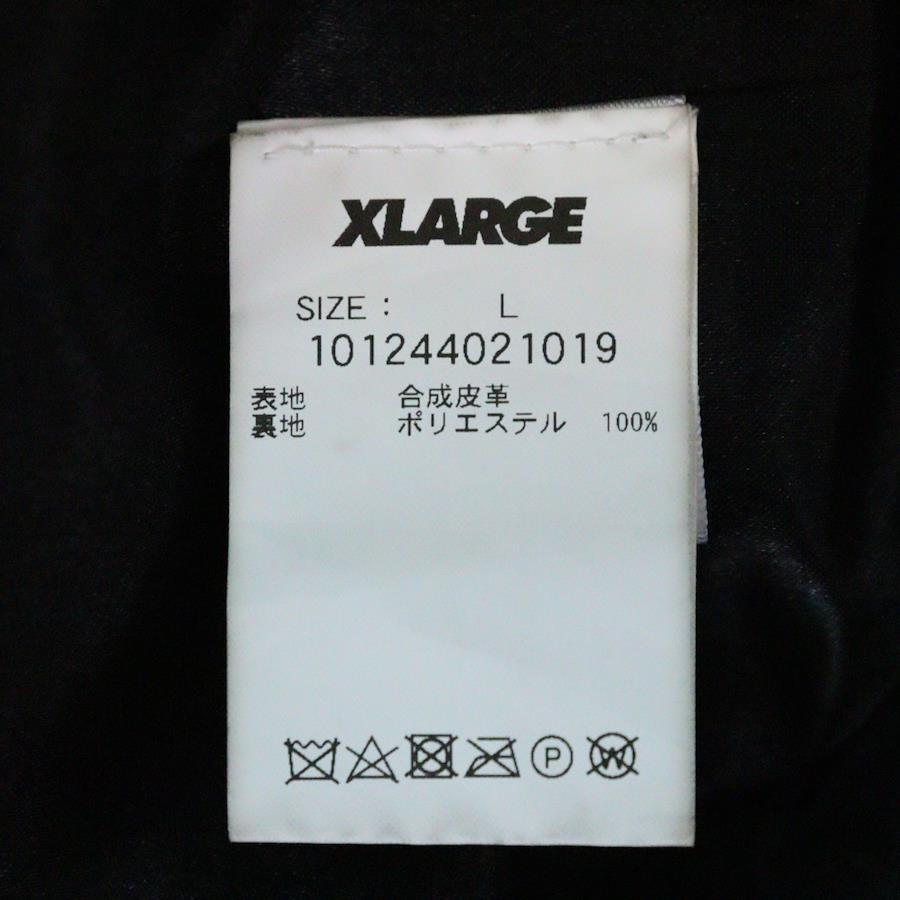 XLARGE
SIZE : L
101244021019
表地 合成皮革
裏地 ポリエステル 100%
P
W